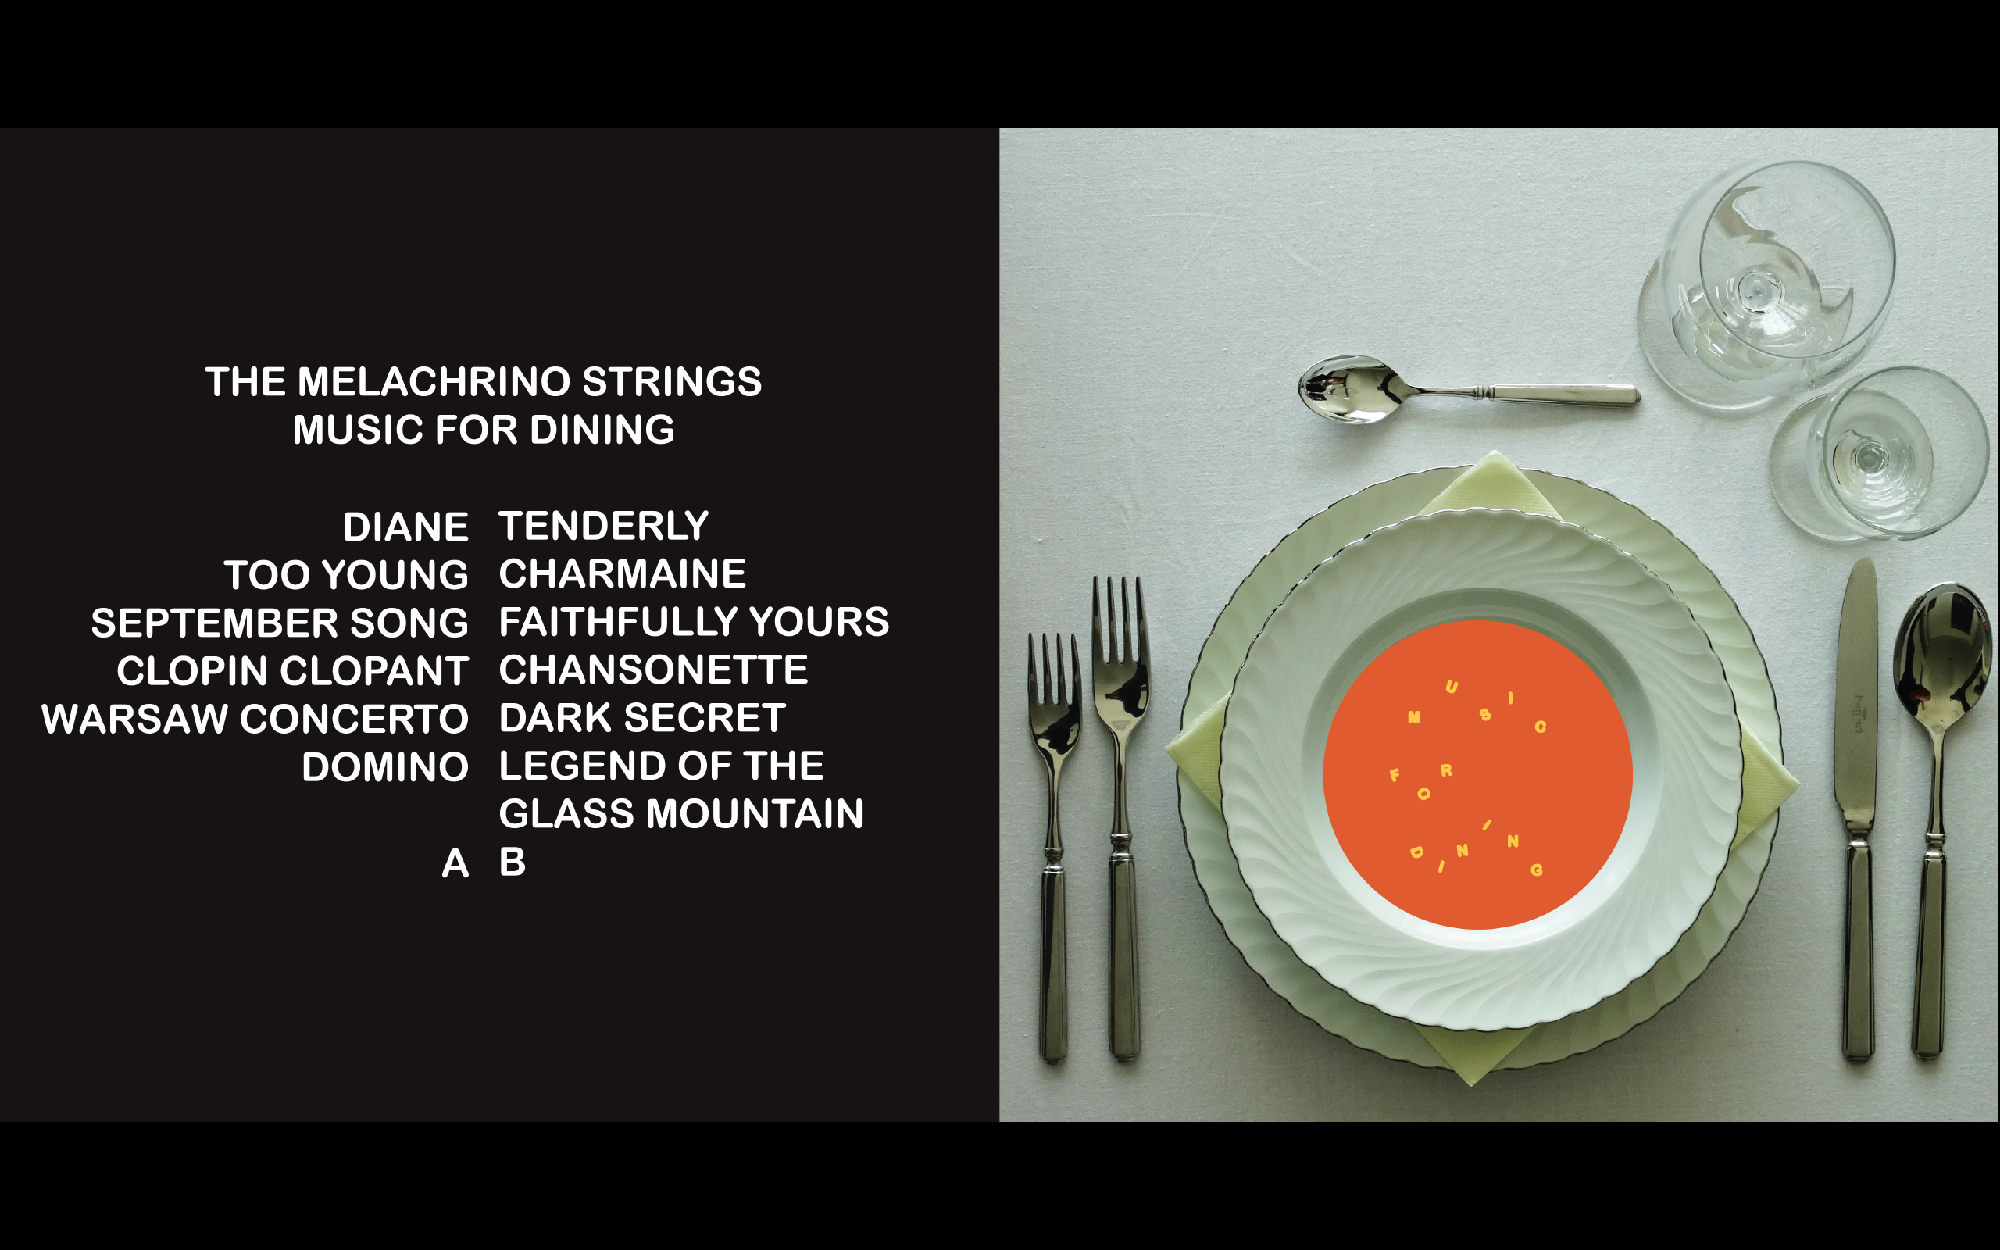 THE MELACHRINO STRINGS
MUSIC FOR DINING
DIANE
TOO YOUNG
SEPTEMBER SONG
CLOPIN CLOPANT
WARSAW CONCERTO
DOMINO
A
TENDERLY
CHARMAINE
FAITHFULLY YOURS
CHANSONETTE
DARK SECRET
LEGEND OF THE
GLASS MOUNTAIN
B
MUSIC
FOR
DINING